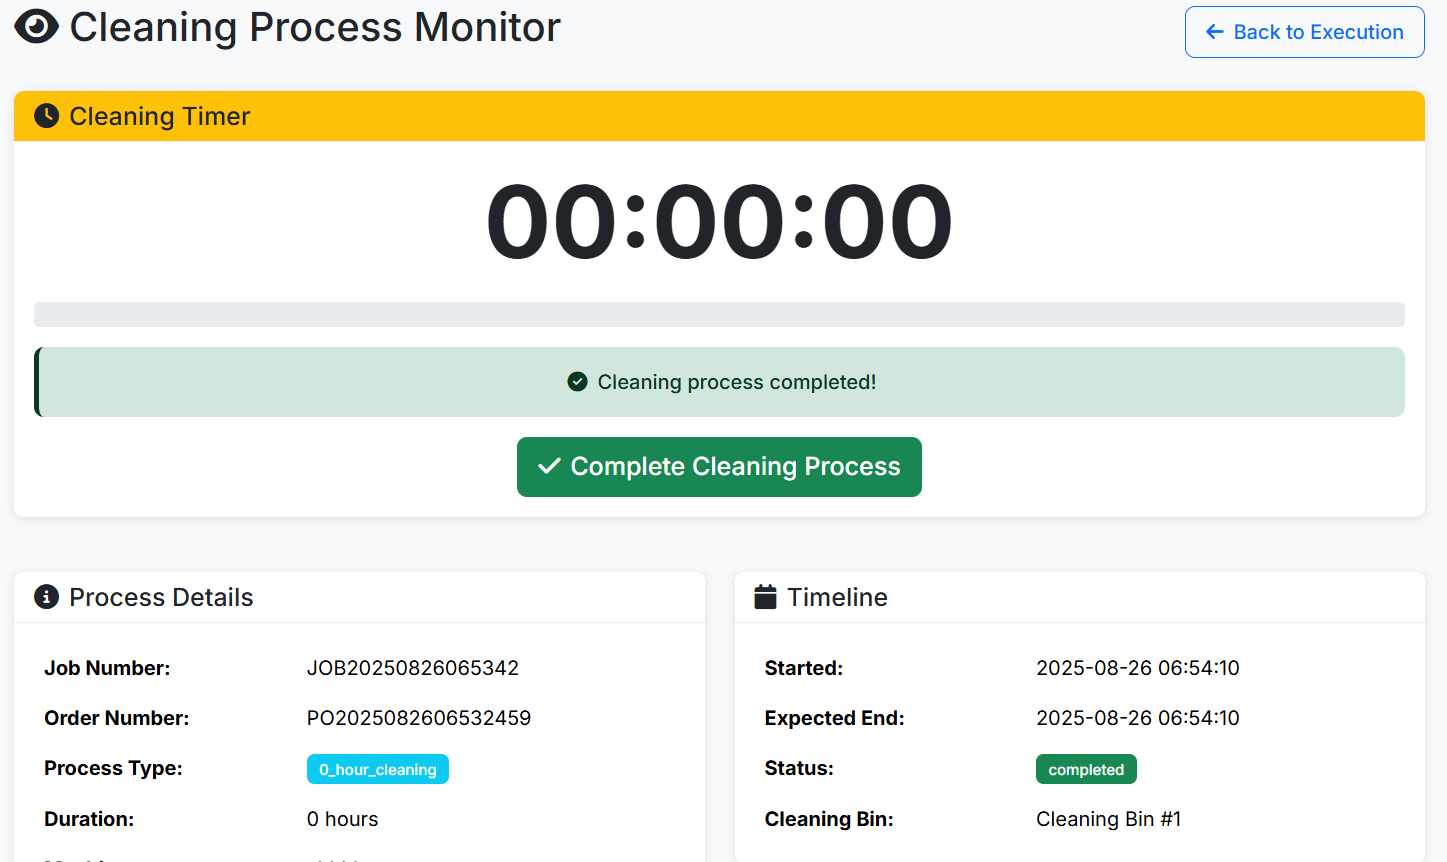 Cleaning Process Monitor
Back to Execution
Cleaning Timer
00:00:00
Cleaning process completed!
Complete Cleaning Process
Process Details
Job Number: JOB20250826065342
Order Number: PO2025082606532459
Process Type: 0_hour_cleaning
Duration: 0 hours
Timeline
Started: 2025-08-26 06:54:10
Expected End: 2025-08-26 06:54:10
Status: completed
Cleaning Bin: Cleaning Bin #1